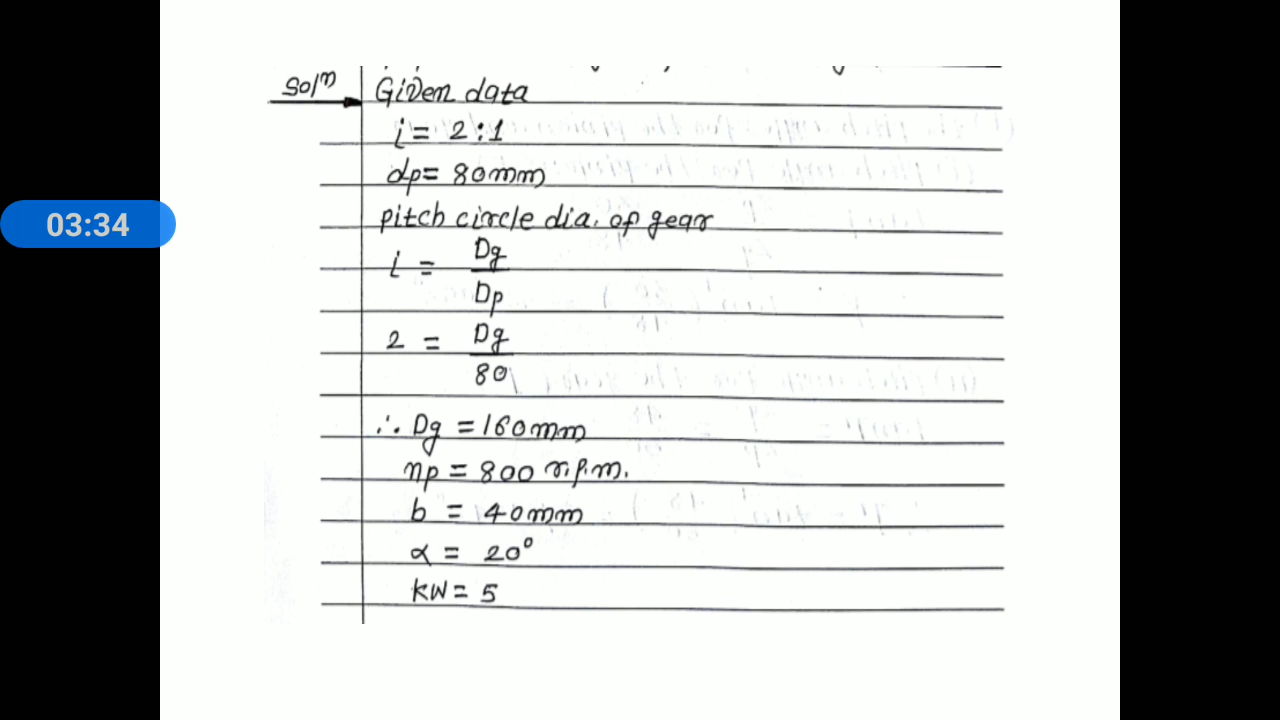 Solⁿ Given data
i = 2:1
dp = 80mm
pitch circle dia. of gear
i = Dg
Dp
2 = Dg
80
∴ Dg = 160mm
np = 800 r.p.m.
b = 40mm
α = 20°
kW = 5
03:34